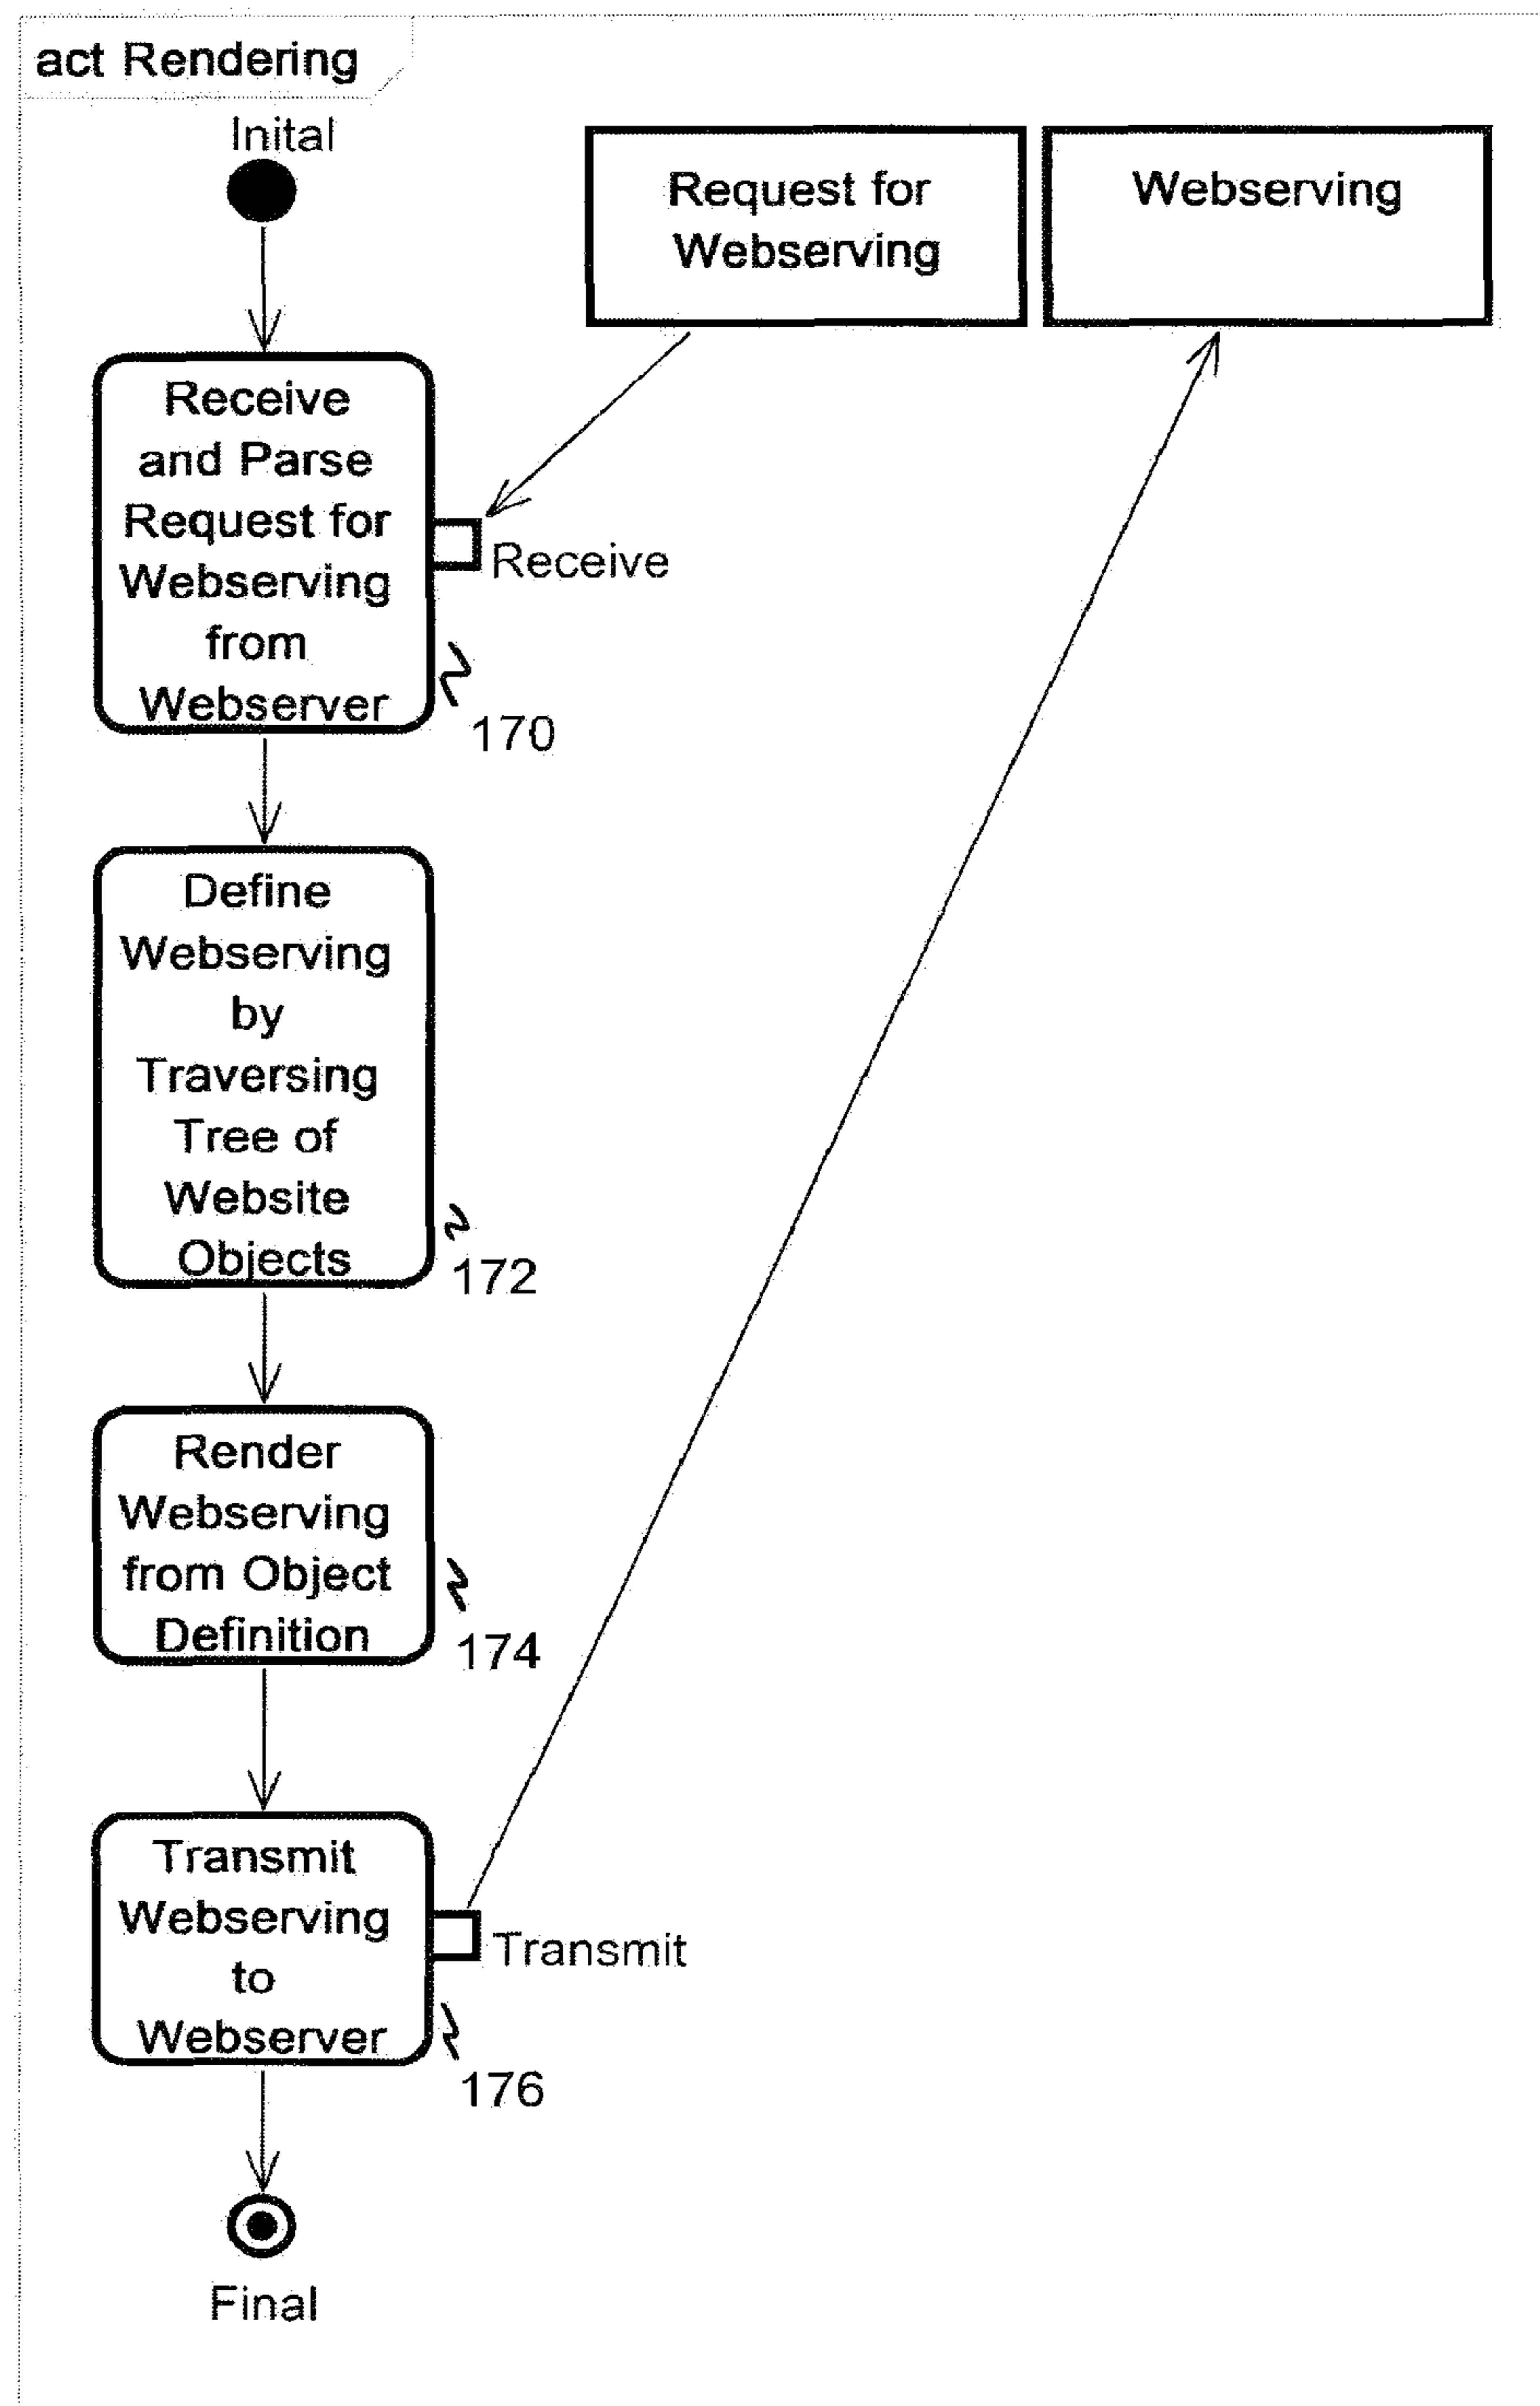 act Rendering
Inital
Request for
Webserving
Webserving
Receive
and Parse
Request for
Webserving
from
Webserver
Receive
170
Define
Webserving
by
Traversing
Tree of
Website
Objects
172
Render
Webserving
from Object
Definition
174
Transmit
Webserving
to
Webserver
Transmit
176
Final